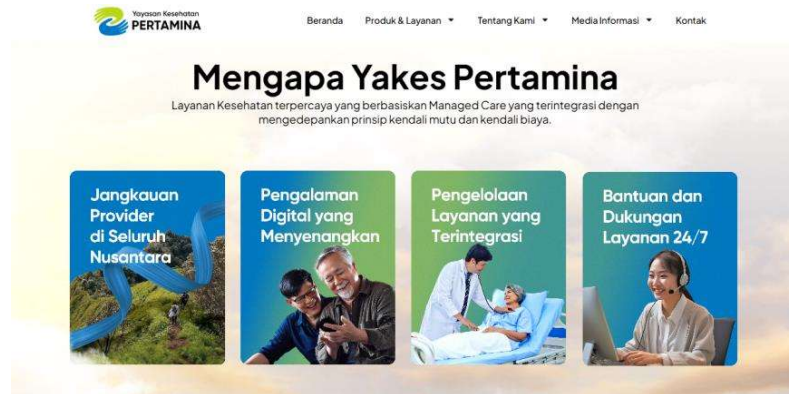 Yayasan Kesehatan
PERTAMINA
Beranda Produk & Layanan Tentang Kami Media Informasi Kontak
Mengapa Yakes Pertamina
Layanan Kesehatan terpercaya yang berbasiskan Managed Care yang terintegrasi dengan
mengedepankan prinsip kendali mutu dan kendali biaya.
Jangkauan
Provider
di Seluruh
Nusantara
Pengalaman
Digital yang
Menyenangkan
Pengelolaan
Layanan yang
Terintegrasi
Bantuan dan
Dukungan
Layanan 24/7